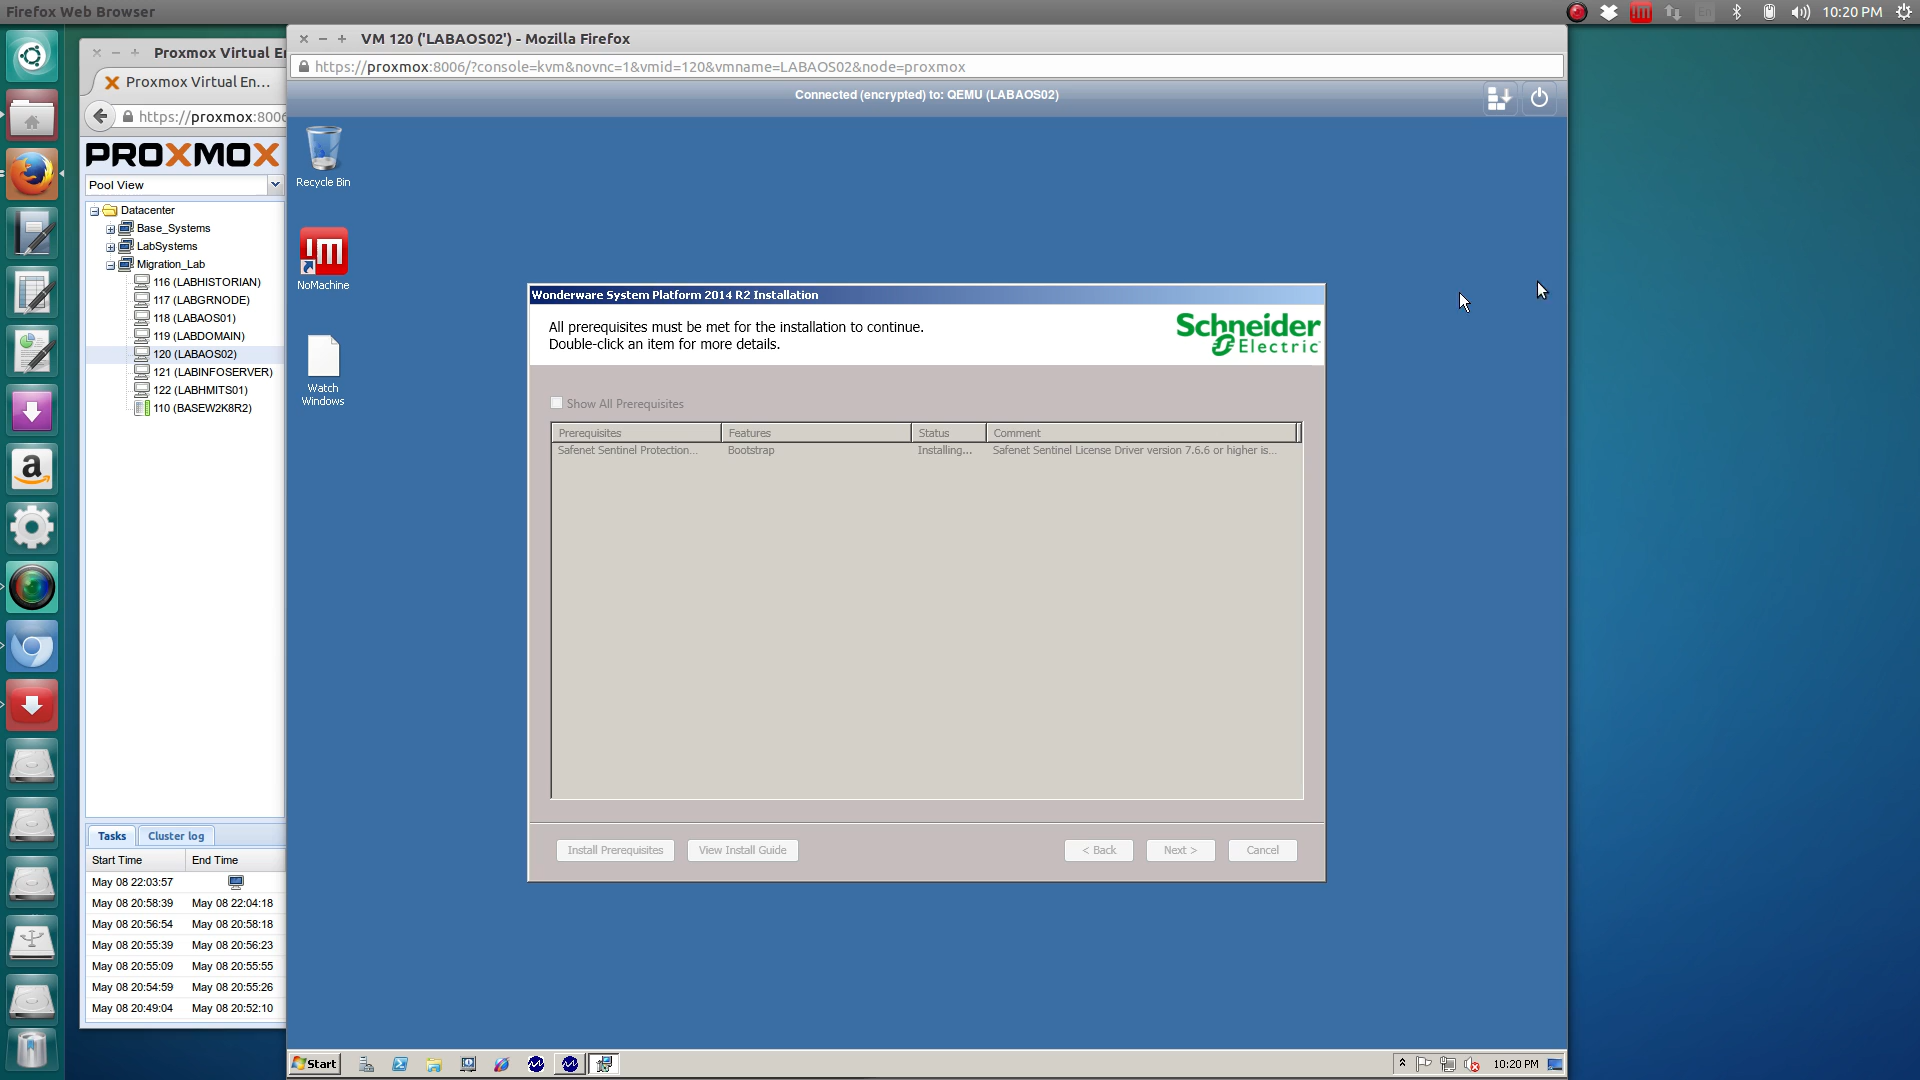 Firefox Web Browser
10:20 PM
Proxmox Virtual En
Proxmox Virtual En...
https://proxmox:8006
PROXMOX
Pool View
Datacenter
Base_Systems
LabSystems
Migration_Lab
116 (LABHISTORIAN)
117 (LABGRNODE)
118 (LABAOS01)
119 (LABDOMAIN)
120 (LABAOS02)
121 (LABINFOSERVER)
122 (LABHMITS01)
110 (BASEW2K8R2)
Tasks Cluster log
Start Time End Time
May 08 22:03:57
May 08 20:58:39 May 08 22:04:18
May 08 20:56:54 May 08 20:58:18
May 08 20:55:39 May 08 20:56:23
May 08 20:55:09 May 08 20:55:55
May 08 20:54:59 May 08 20:55:26
May 08 20:49:04 May 08 20:52:10
VM 120 ('LABAOS02') - Mozilla Firefox
https://proxmox:8006/?console=kvm&novnc=1&vmid=120&vmname=LABAOS02&node=proxmox
Connected (encrypted) to: QEMU (LABAOS02)
Recycle Bin
NoMachine
Watch
Windows
Wonderware System Platform 2014 R2 Installation
All prerequisites must be met for the installation to continue.
Double-click an item for more details.
Schneider
Electric
Show All Prerequisites
Prerequisites Features Status Comment
Safenet Sentinel Protection... Bootstrap Installing... Safenet Sentinel License Driver version 7.6.6 or higher is...
Install Prerequisites View Install Guide < Back Next > Cancel
Start
10:20 PM